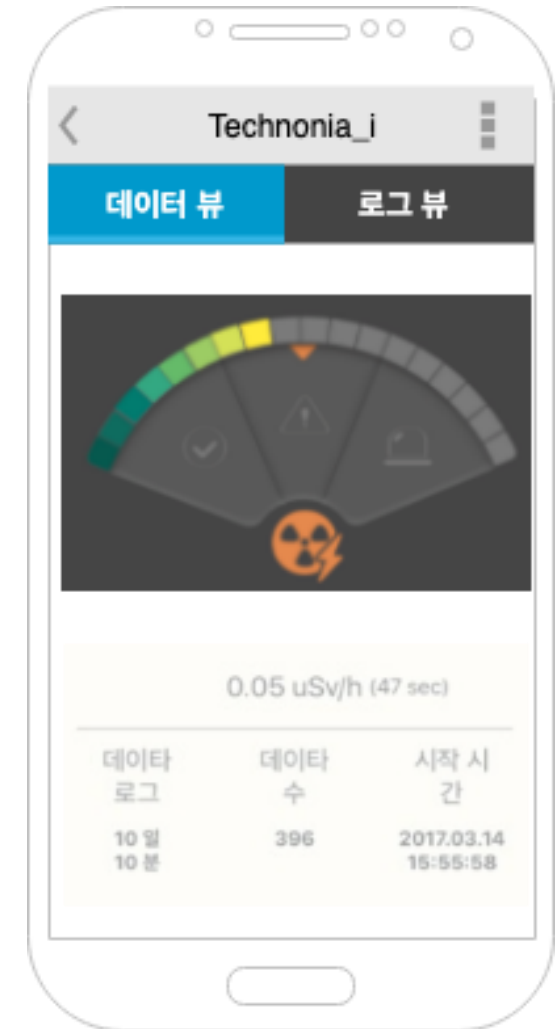 Technonia_i
데이터 뷰 로그 뷰
0.05 uSv/h (47 sec)
데이타 데이타 시작 시
로그 수 간
10 일 396 2017.03.14
10 분 15:55:58